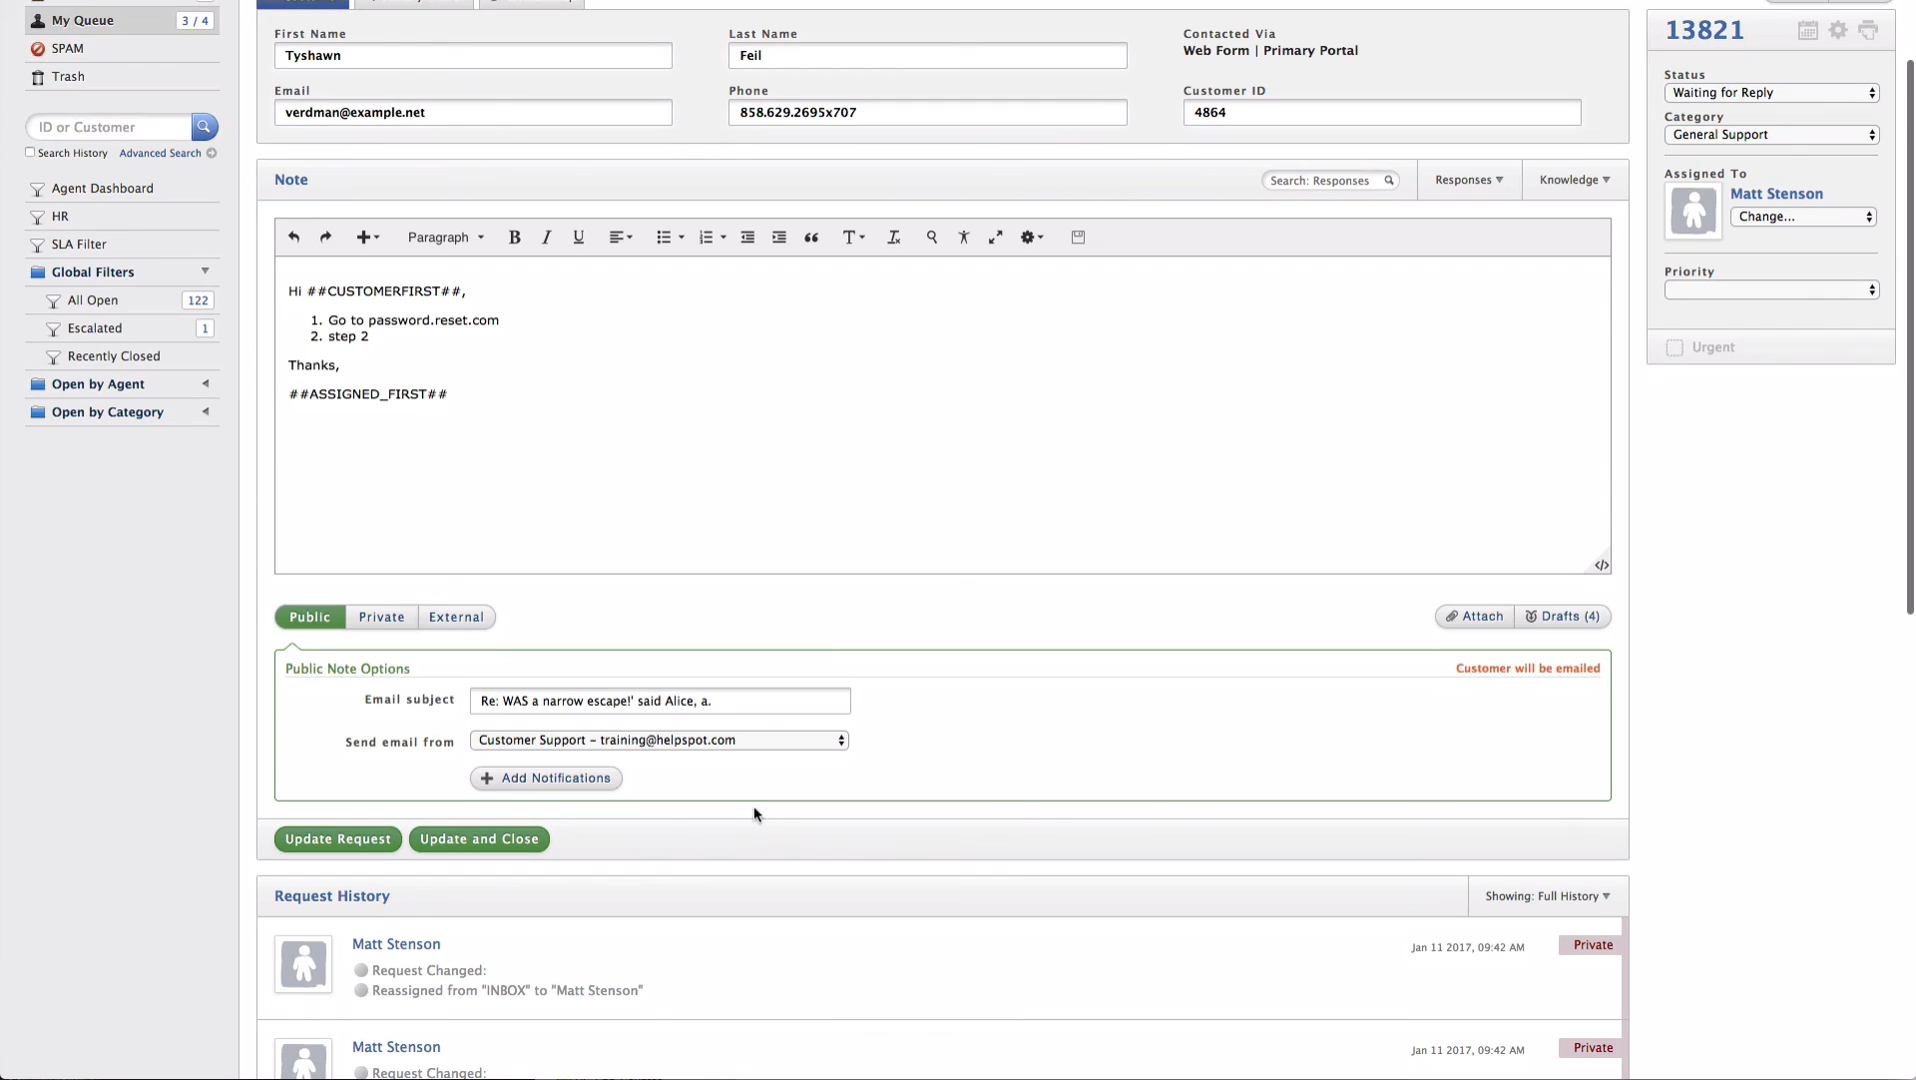 My Queue 3 / 4
SPAM
Trash
ID or Customer
Search History Advanced Search
Agent Dashboard
HR
SLA Filter
Global Filters
All Open 122
Escalated 1
Recently Closed
Open by Agent
Open by Category
First Name
Tyshawn
Last Name
Feil
Contacted Via
Web Form | Primary Portal
Email
verdman@example.net
Phone
858.629.2695x707
Customer ID
4864
Note
Search: Responses
Responses
Knowledge
Paragraph
Hi ##CUSTOMERFIRST##,
1. Go to password.reset.com
2. step 2
Thanks,
##ASSIGNED_FIRST##
Public Private External
Attach Drafts (4)
Public Note Options
Customer will be emailed
Email subject Re: WAS a narrow escape!' said Alice, a.
Send email from Customer Support – training@helpspot.com
Add Notifications
Update Request Update and Close
Request History
Showing: Full History
Matt Stenson
Jan 11 2017, 09:42 AM Private
Request Changed:
Reassigned from "INBOX" to "Matt Stenson"
Matt Stenson
Jan 11 2017, 09:42 AM Private
Request Changed:
13821
Status
Waiting for Reply
Category
General Support
Assigned To
Matt Stenson
Change...
Priority
Urgent